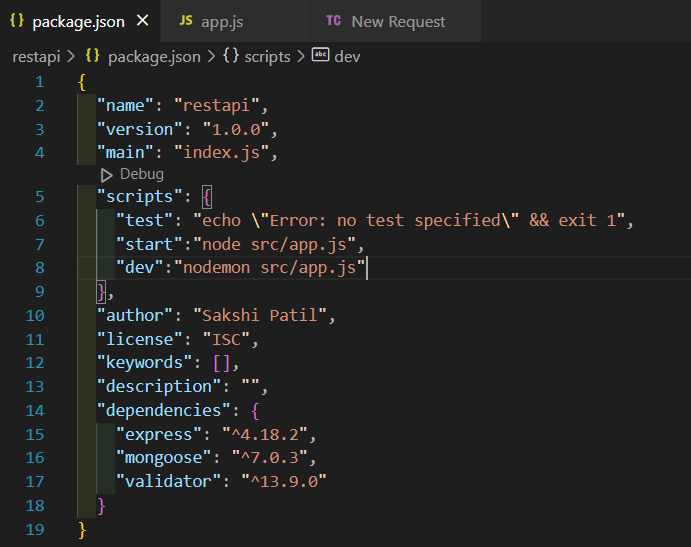 {} package.json ×
JS app.js
TC New Request
restapi > {} package.json > {} scripts > abc dev
1 {
2 "name": "restapi",
3 "version": "1.0.0",
4 "main": "index.js",
Debug
5 "scripts": {
6 "test": "echo \"Error: no test specified\" && exit 1",
7 "start":"node src/app.js",
8 "dev":"nodemon src/app.js"
9 },
10 "author": "Sakshi Patil",
11 "license": "ISC",
12 "keywords": [],
13 "description": "",
14 "dependencies": {
15 "express": "^4.18.2",
16 "mongoose": "^7.0.3",
17 "validator": "^13.9.0"
18 }
19 }